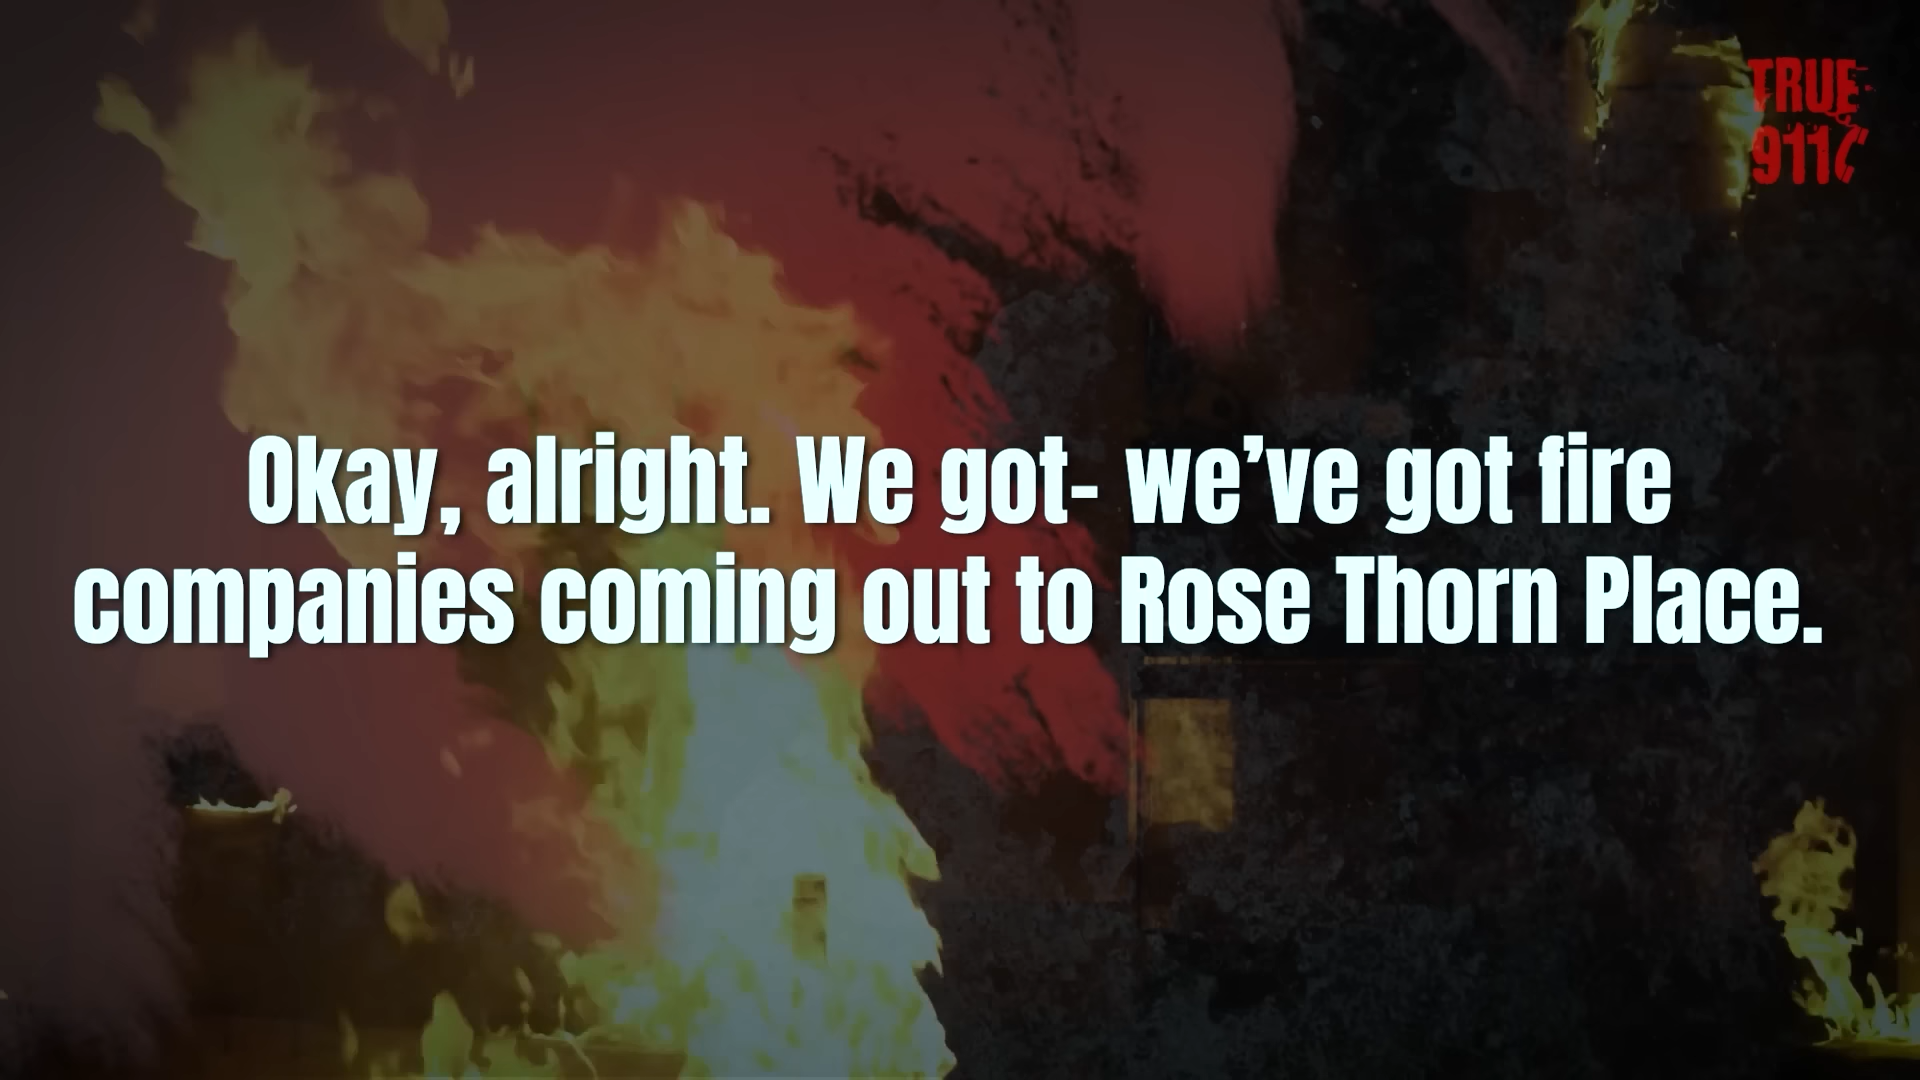 TRUE
911
Okay, alright. We got- we’ve got fire
companies coming out to Rose Thorn Place.